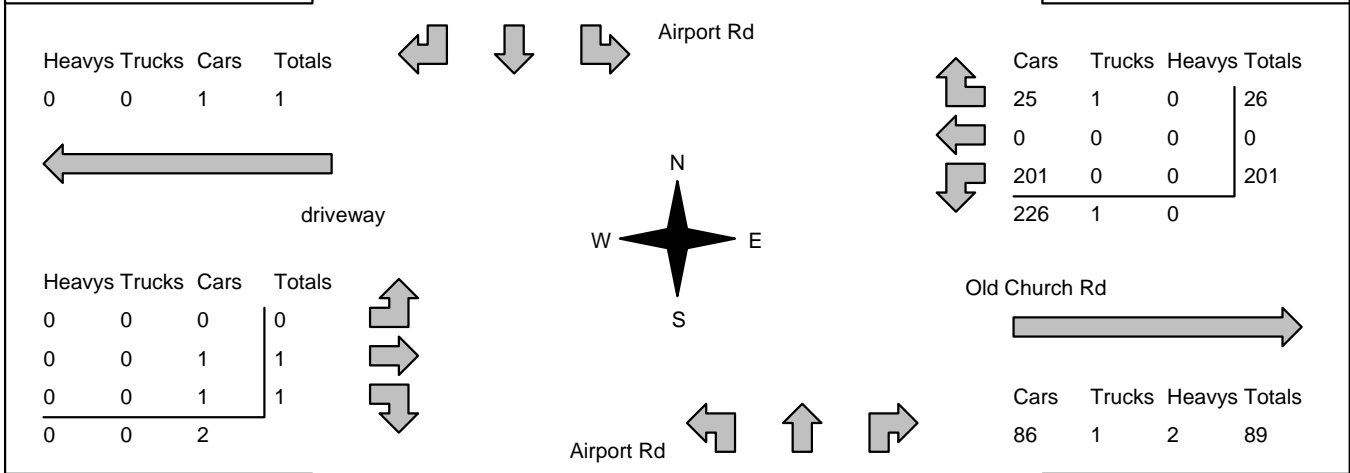 Airport Rd
Heavys Trucks Cars Totals
0 0 1 1
driveway
Heavys Trucks Cars Totals
0 0 0 0
0 0 1 1
0 0 1 1
0 0 2
N
W E
S
Airport Rd
Cars Trucks Heavys Totals
25 1 0 26
0 0 0 0
201 0 0 201
226 1 0
Old Church Rd
Cars Trucks Heavys Totals
86 1 2 89